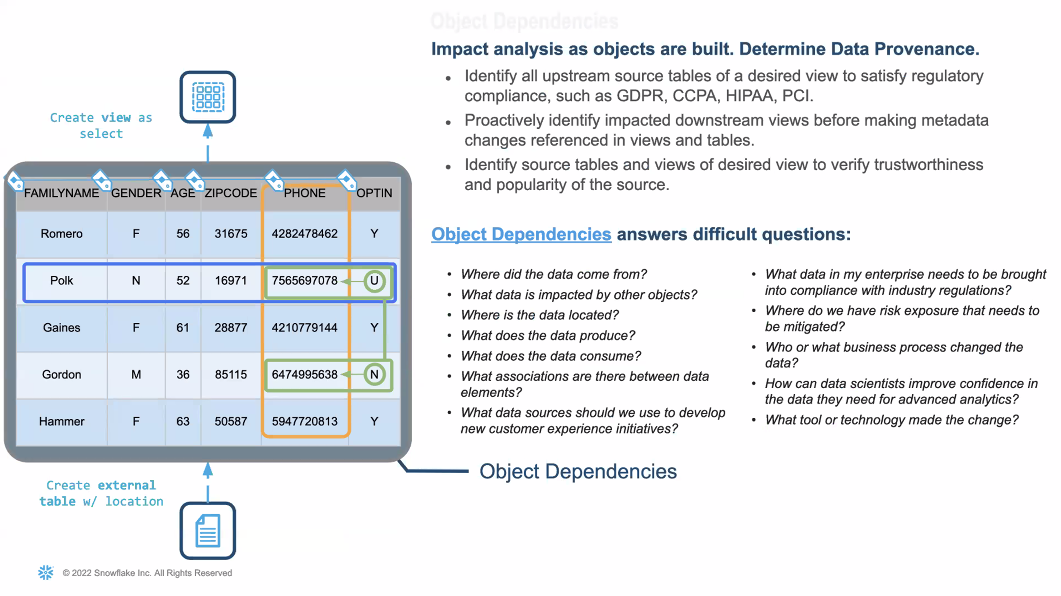 Object Dependencies
Impact analysis as objects are built. Determine Data Provenance.
• Identify all upstream source tables of a desired view to satisfy regulatory
compliance, such as GDPR, CCPA, HIPAA, PCI.
• Proactively identify impacted downstream views before making metadata
changes referenced in views and tables.
• Identify source tables and views of desired view to verify trustworthiness
and popularity of the source.
Create view as
select
FAMILYNAME GENDER AGE ZIPCODE PHONE OPTIN
Romero F 56 31675 4282478462 Y
Polk N 52 16971 7565697078 U
Gaines F 61 28877 4210779144 Y
Gordon M 36 85115 6474995638 N
Hammer F 63 50587 5947720813 Y
Create external
table w/ location
Object Dependencies answers difficult questions:
• Where did the data come from?
• What data is impacted by other objects?
• Where is the data located?
• What does the data produce?
• What does the data consume?
• What associations are there between data
elements?
• What data sources should we use to develop
new customer experience initiatives?
• What data in my enterprise needs to be brought
into compliance with industry regulations?
• Where do we have risk exposure that needs to
be mitigated?
• Who or what business process changed the
data?
• How can data scientists improve confidence in
the data they need for advanced analytics?
• What tool or technology made the change?
Object Dependencies
© 2022 Snowflake Inc. All Rights Reserved